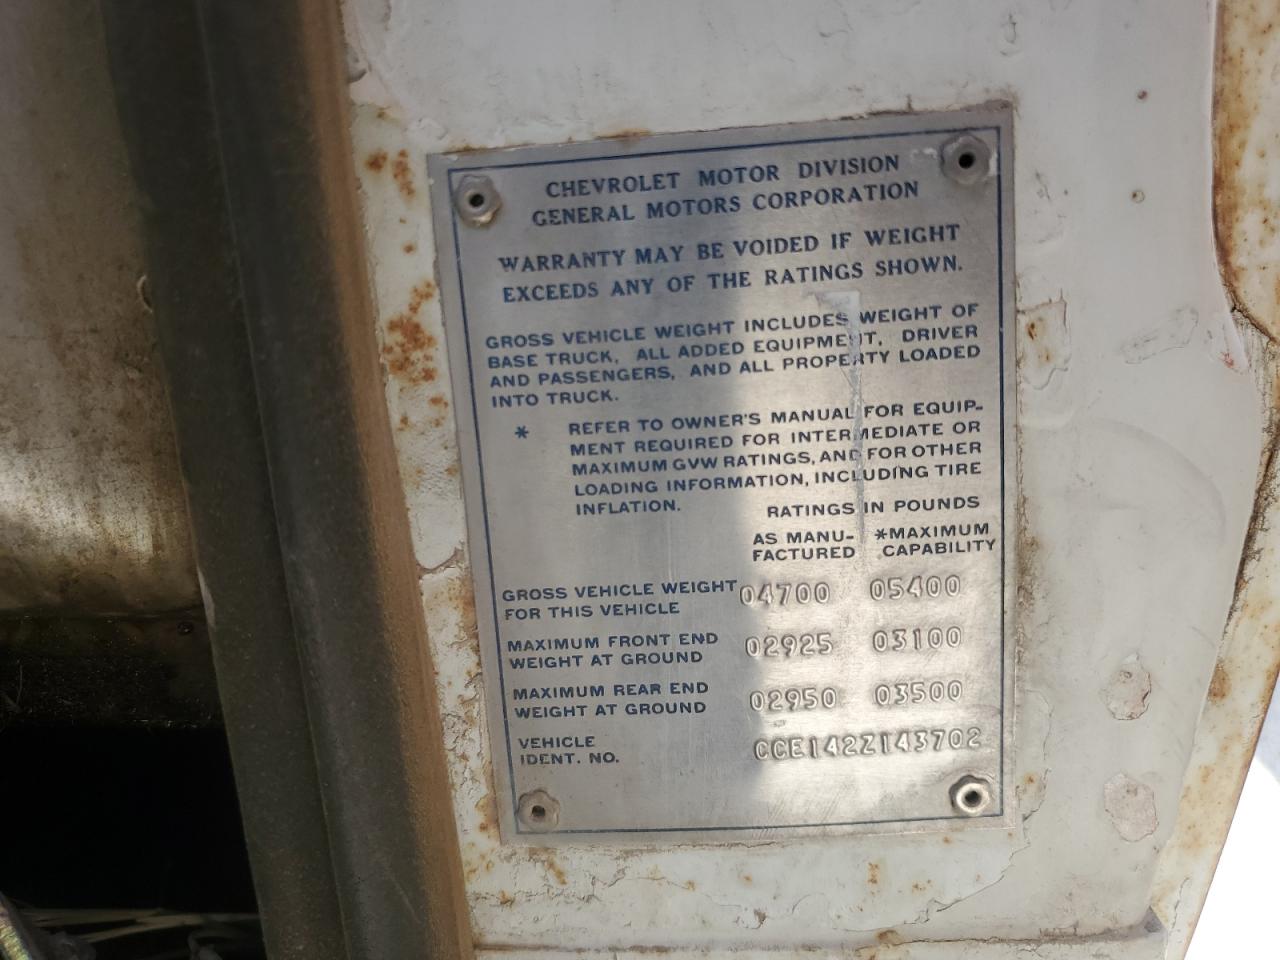 CHEVROLET MOTOR DIVISION
GENERAL MOTORS CORPORATION
WARRANTY MAY BE VOIDED IF WEIGHT
EXCEEDS ANY OF THE RATINGS SHOWN.
GROSS VEHICLE WEIGHT INCLUDES WEIGHT OF
BASE TRUCK, ALL ADDED EQUIPMENT, DRIVER
AND PASSENGERS, AND ALL PROPERTY LOADED
INTO TRUCK.
* REFER TO OWNER'S MANUAL FOR EQUIP-
MENT REQUIRED FOR INTERMEDIATE OR
MAXIMUM GVW RATINGS, AND FOR OTHER
LOADING INFORMATION, INCLUDING TIRE
INFLATION.
RATINGS IN POUNDS
AS MANU- *MAXIMUM
FACTURED CAPABILITY
GROSS VEHICLE WEIGHT 04700 05400
FOR THIS VEHICLE
MAXIMUM FRONT END 02925 03100
WEIGHT AT GROUND
MAXIMUM REAR END 02950 03500
WEIGHT AT GROUND
VEHICLE CCE142Z143702
IDENT. NO.